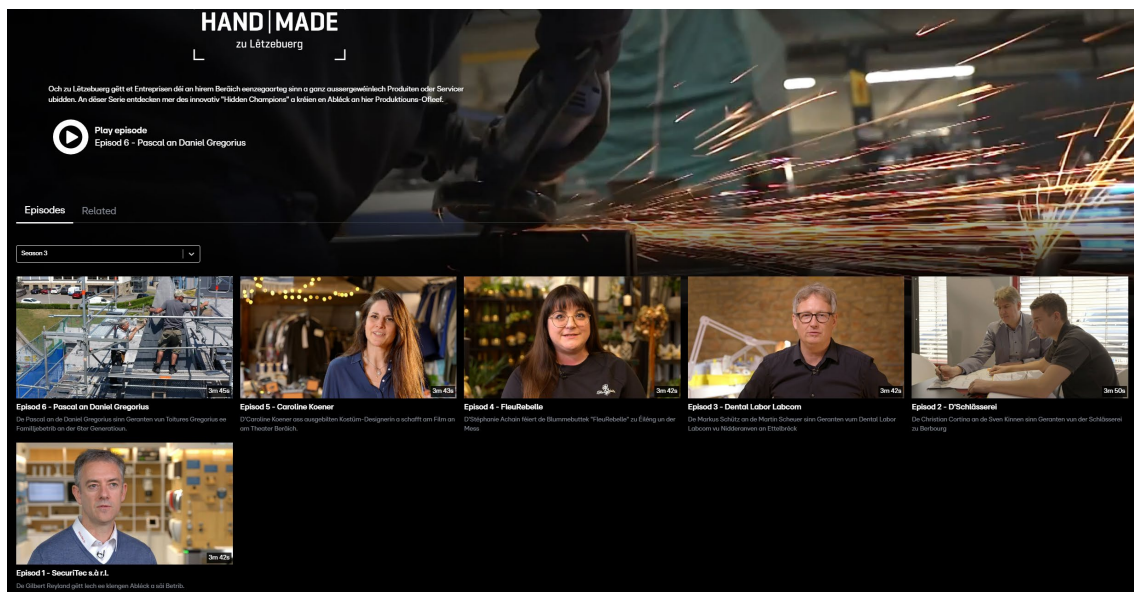 HAND|MADE
zu Lëtzebuerg
Och zu Lëtzebuerg gëtt et Entreprisen déi an hirem Beräich eenzegaarteg sinn a ganz aussergewéinlech Produiten oder Servicer
ubidden. An dëser Serie entdecken mer des innovativ "Hidden Champions" a kréien en Abléck an hier Produktiouns-Ofleef.
Play episode
Episod 6 - Pascal an Daniel Gregorius
Episodes
Related
Season 3
3m 45s
3m 43s
3m 42s
3m 42s
3m 50s
Episod 6 - Pascal an Daniel Gregorius
De Pascal an de Daniel Gregorius sinn Geranten vun Toitures Gregorius ee
Familljebetrib an der 6ter Generatioun.
Episod 5 - Caroline Koener
D'Caroline Koener ass ausgebilten Kostüm-Designerin a schafft am Film an
am Theater Beräich.
Episod 4 - FleuRebelle
D'Stéphanie Achain féiert de Blummebuttek "FleuRebelle" zu Éiléng un der
Mess
Episod 3 - Dental Labor Labcom
De Markus Schütz an de Martin Scheuer sinn Geranten vum Dental Labor
Labcom vu Nidderanven an Ettelbréck
Episod 2 - D'Schlässerei
De Christian Cortina an de Sven Kinnen sinn Geranten vun der Schlässerei
zu Berbourg
3m 42s
Episod 1 - SecuriTec s.à r.l.
De Gilbert Reyland gëtt Iech ee klengen Abléck a säi Betrib.